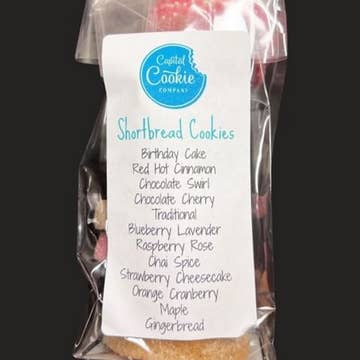 Capital
Cookie
COMPANY
Shortbread Cookies
Birthday Cake
Red Hot Cinnamon
Chocolate Swirl
Chocolate Cherry
Traditional
Blueberry Lavender
Raspberry Rose
Chai Spice
Strawberry Cheesecake
Orange Cranberry
Maple
Gingerbread